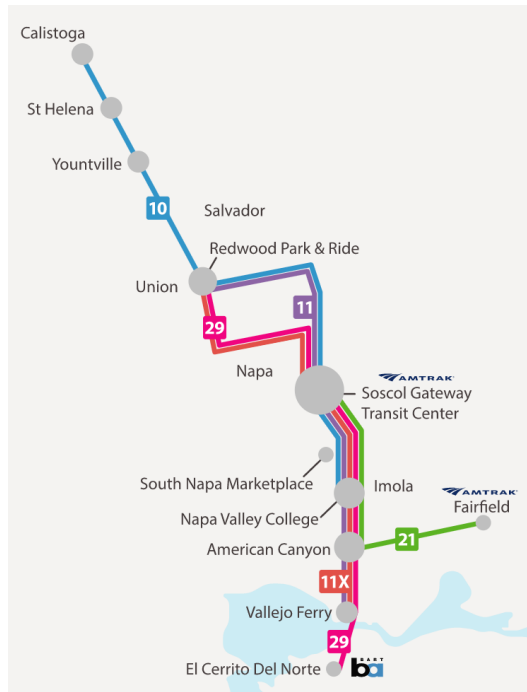 Calistoga
St Helena
Yountville
10
Salvador
Redwood Park & Ride
Union
11
29
Napa
AMTRAK
Soscol Gateway
Transit Center
South Napa Marketplace
Imola
AMTRAK
Fairfield
Napa Valley College
21
American Canyon
11X
Vallejo Ferry
29
El Cerrito Del Norte
BART
ba